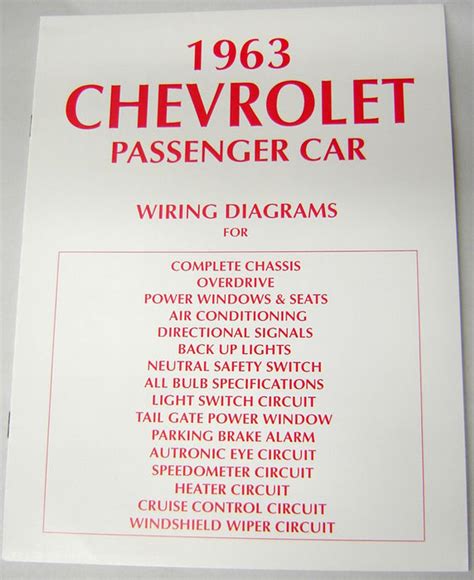 1963
CHEVROLET
PASSENGER CAR
WIRING DIAGRAMS
FOR
COMPLETE CHASSIS
OVERDRIVE
POWER WINDOWS & SEATS
AIR CONDITIONING
DIRECTIONAL SIGNALS
BACK UP LIGHTS
NEUTRAL SAFETY SWITCH
ALL BULB SPECIFICATIONS
LIGHT SWITCH CIRCUIT
TAIL GATE POWER WINDOW
PARKING BRAKE ALARM
AUTRONIC EYE CIRCUIT
SPEEDOMETER CIRCUIT
HEATER CIRCUIT
CRUISE CONTROL CIRCUIT
WINDSHIELD WIPER CIRCUIT